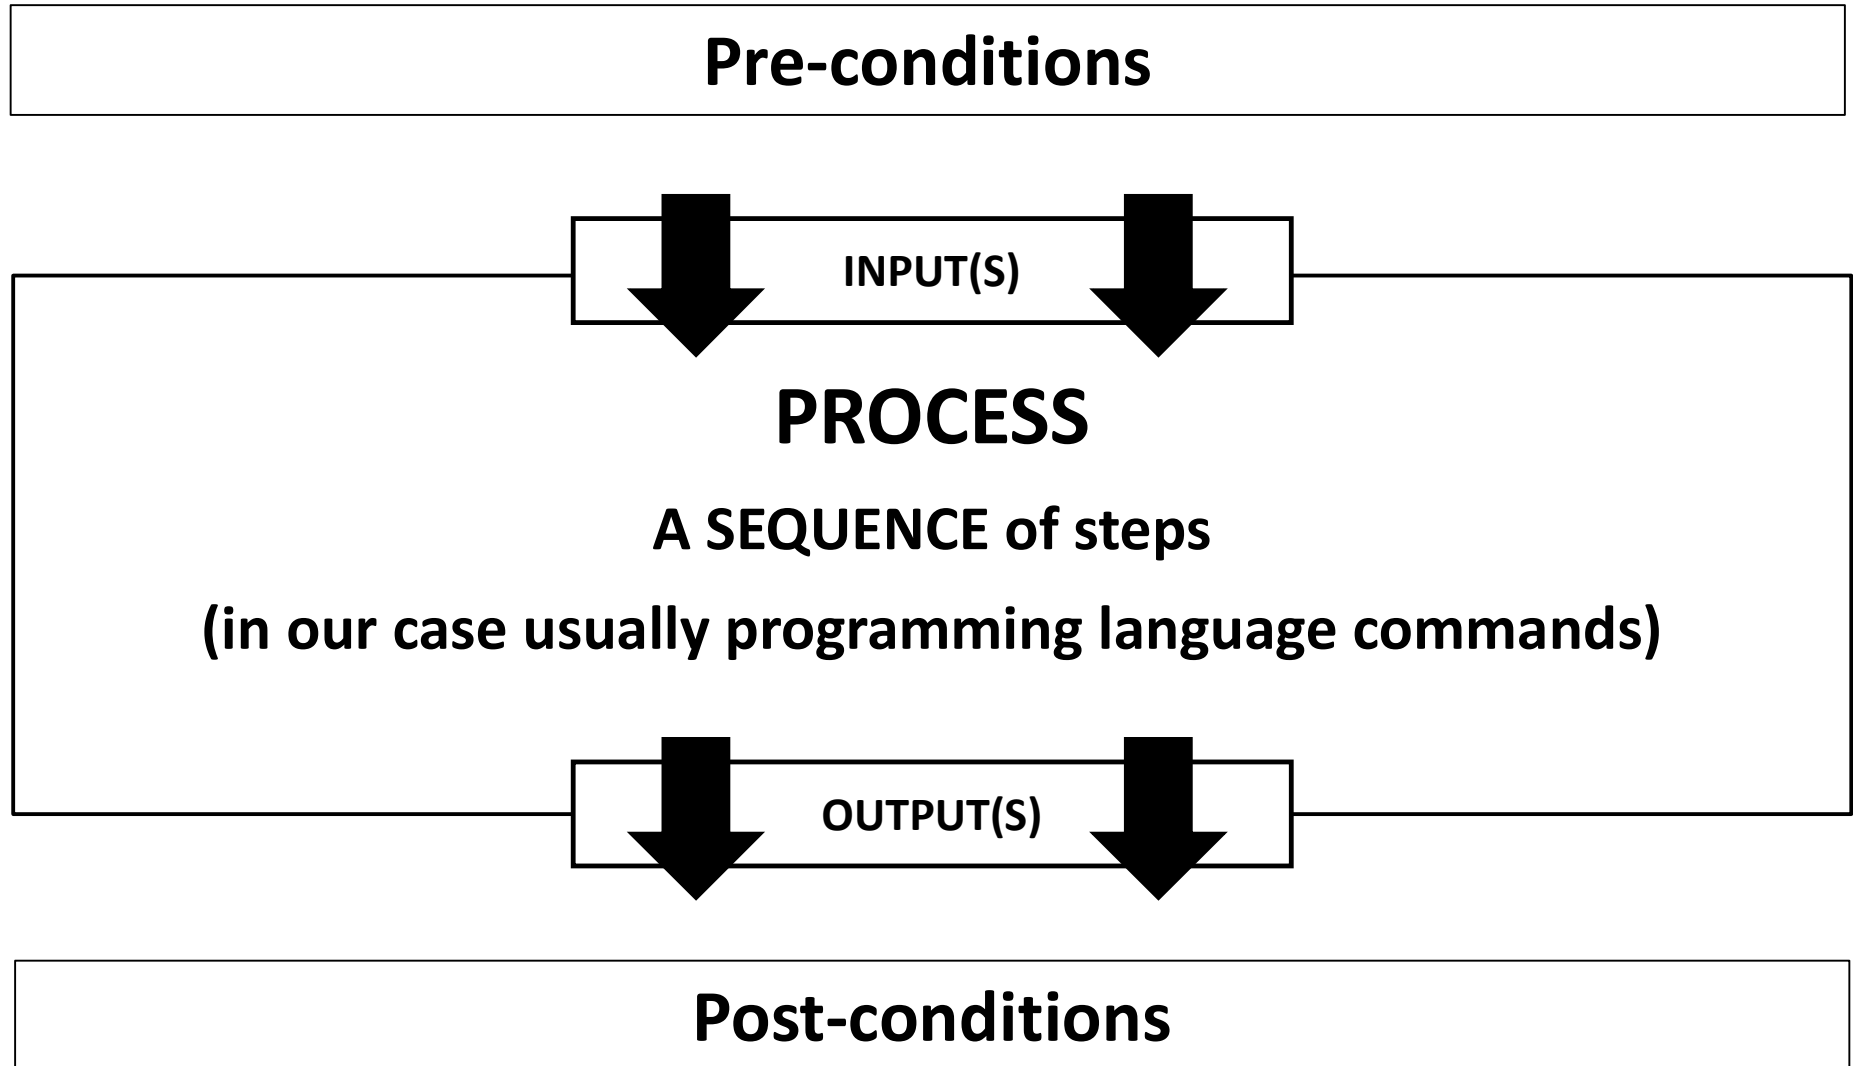 Pre-conditions
INPUT(S)
PROCESS
A SEQUENCE of steps
(in our case usually programming language commands)
OUTPUT(S)
Post-conditions